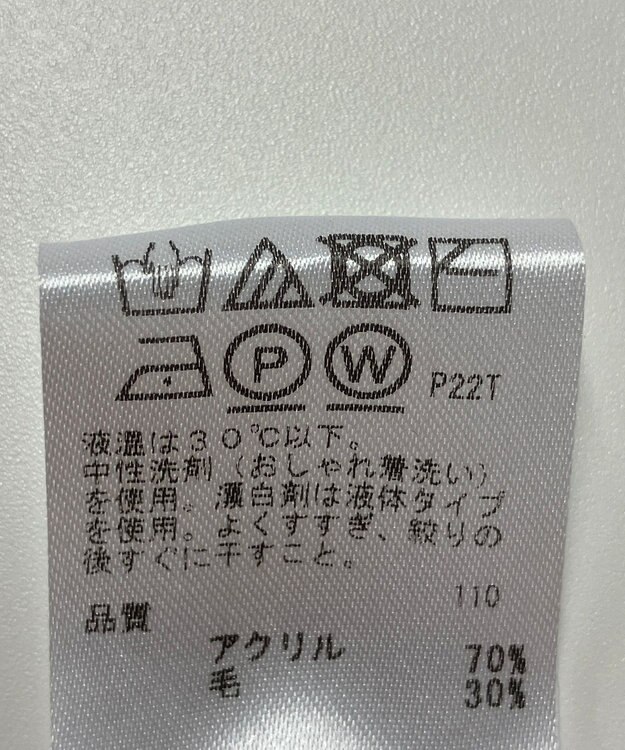 P W P22T
液温は30℃以下。
中性洗剤(おしゃれ着洗い)
を使用。漂白剤は液体タイプ
を使用。よくすすぎ、絞りの
後すぐに干すこと。
110
品質
アクリル 70%
毛 30%